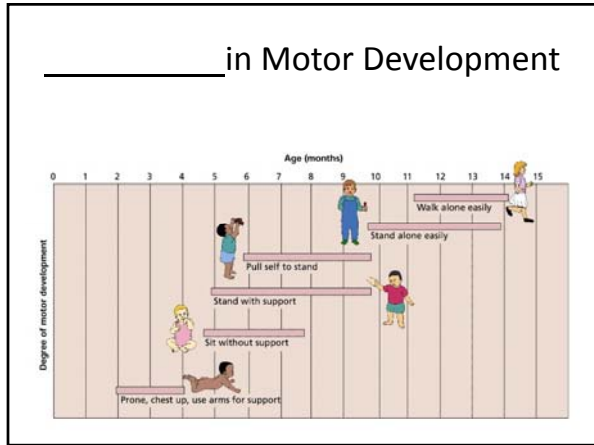 __________ in Motor Development
Age (months)
0 1 2 3 4 5 6 7 8 9 10 11 12 13 14 15
Degree of motor development
Walk alone easily
Stand alone easily
Pull self to stand
Stand with support
Sit without support
Prone, chest up, use arms for support